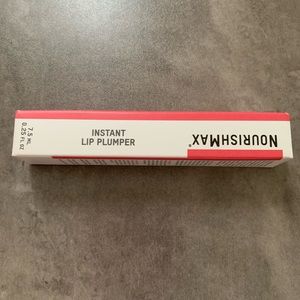 INSTANT
LIP PLUMPER
NOURISHMAX®
7.5 ML
0.25 FL OZ